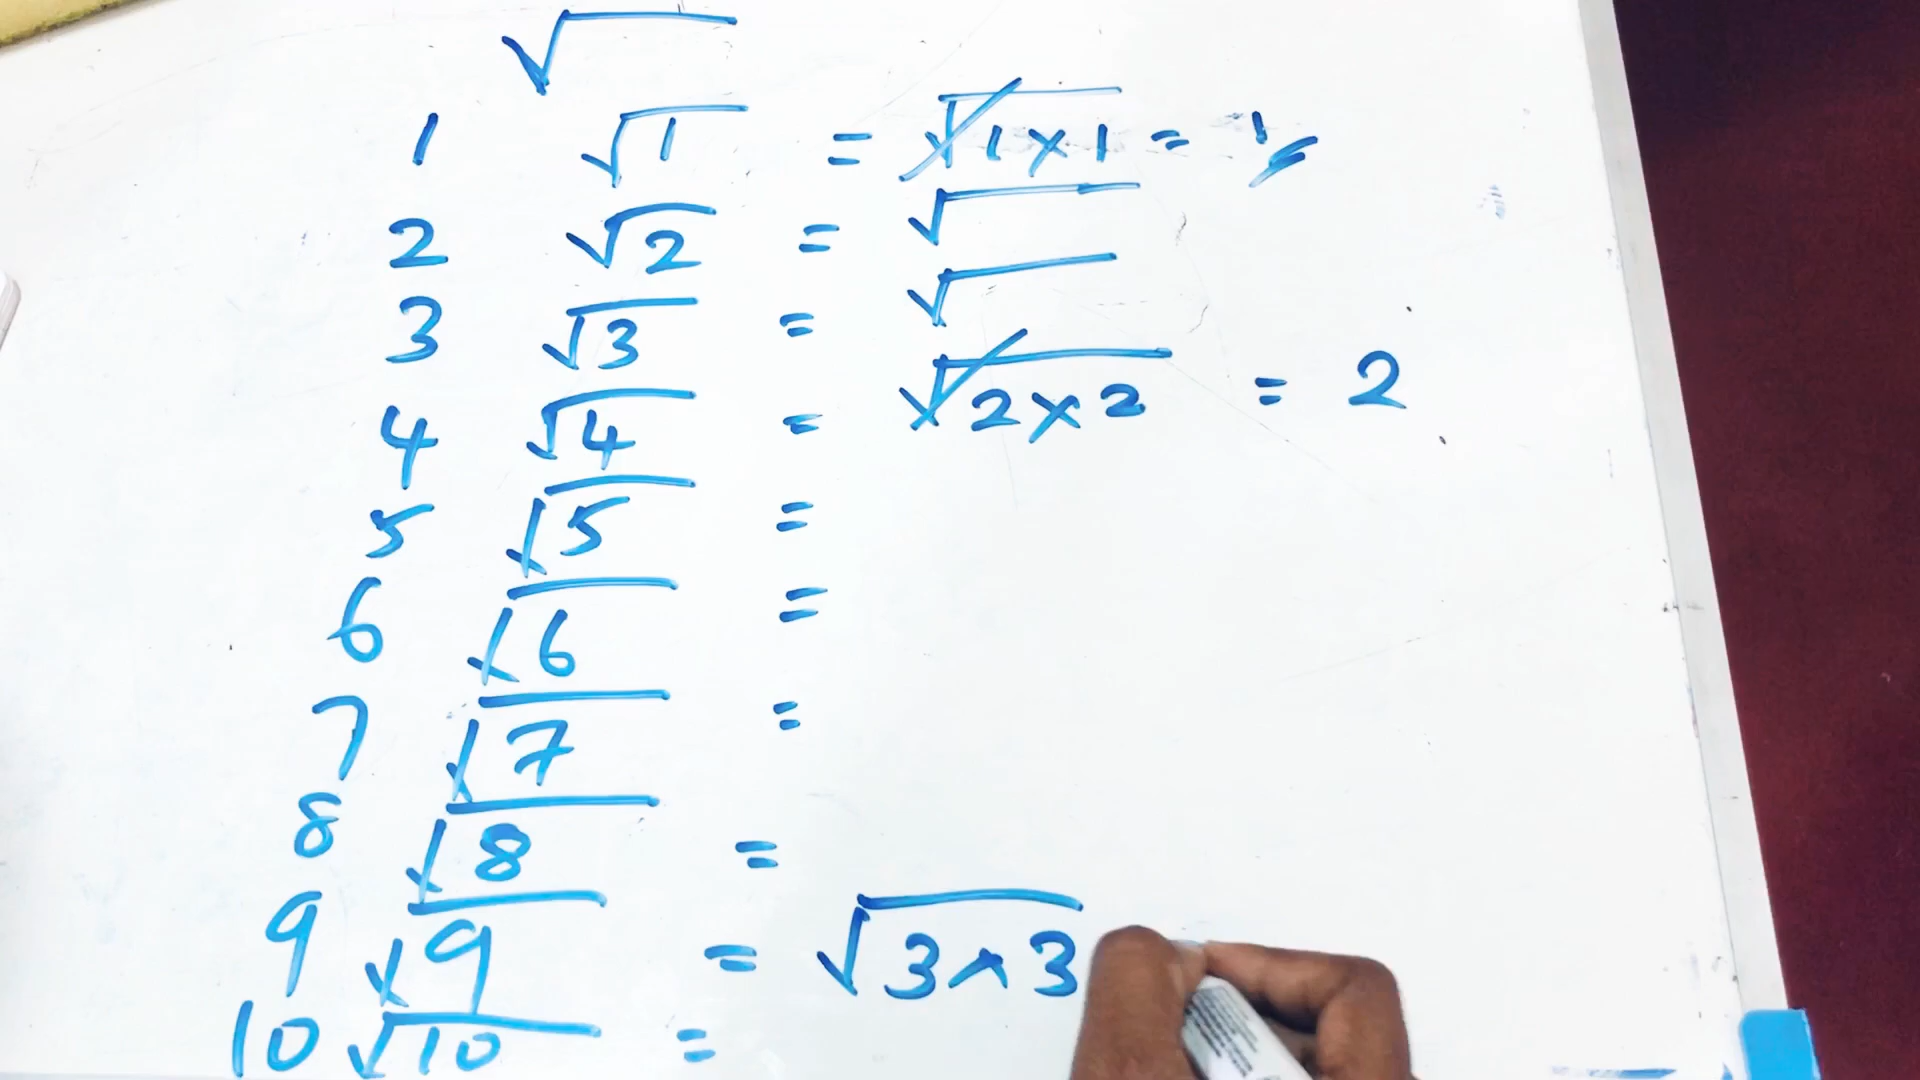 √
1 √1 = √1×1 = 1
2 √2 = √
3 √3 = √
4 √4 = √2×2 = 2
5 √5 =
6 √6 =
7 √7 =
8 √8 =
9 √9 = √3×3
10 √10 =